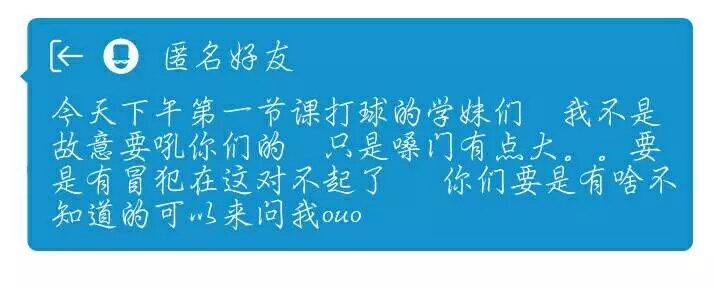 匿名好友
今天下午第一节课打球的学妹们 我不是
故意要吼你们的 只是嗓门有点大。。要
是有冒犯在这对不起了 你们要是有啥不
知道的可以来问我ouo